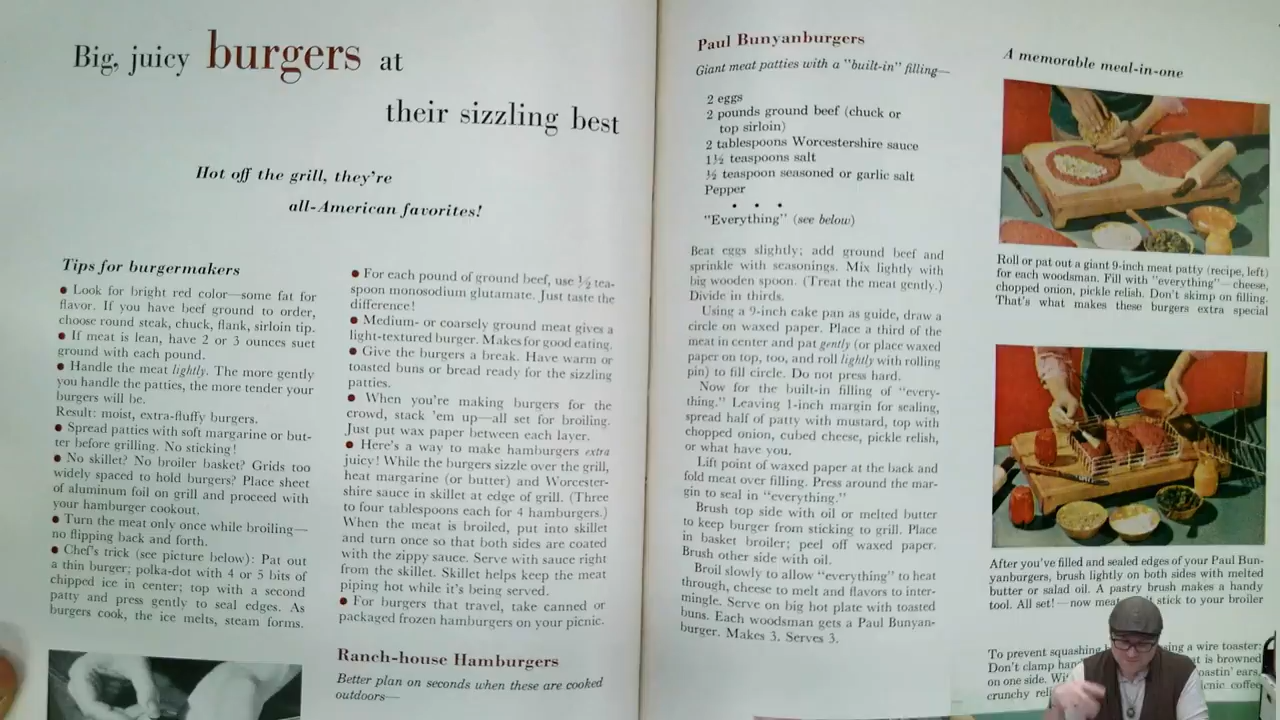 Big, juicy burgers at
their sizzling best
Hot off the grill, they're
all-American favorites!
Tips for burgermakers
● Look for bright red color—some fat for
flavor. If you have beef ground to order,
choose round steak, chuck, flank, sirloin tip.
● If meat is lean, have 2 or 3 ounces suet
ground with each pound.
● Handle the meat lightly. The more gently
you handle the patties, the more tender your
burgers will be.
Result: moist, extra-fluffy burgers.
● Spread patties with soft margarine or but-
ter before grilling. No sticking!
● No skillet? No broiler basket? Grids too
widely spaced to hold burgers? Place sheet
of aluminum foil on grill and proceed with
your hamburger cookout.
● Turn the meat only once while broiling—
no flipping back and forth.
● Chef's trick (see picture below): Pat out
a thin burger; polka-dot with 4 or 5 bits of
chipped ice in center; top with a second
patty and press gently to seal edges. As
burgers cook, the ice melts, steam forms.
● For each pound of ground beef, use ½ tea-
spoon monosodium glutamate. Just taste the
difference!
● Medium- or coarsely ground meat gives a
light-textured burger. Makes for good eating.
● Give the burgers a break. Have warm or
toasted buns or bread ready for the sizzling
patties.
● When you're making burgers for the
crowd, stack 'em up—all set for broiling.
Just put wax paper between each layer.
● Here's a way to make hamburgers extra
juicy! While the burgers sizzle over the grill,
heat margarine (or butter) and Worcester-
shire sauce in skillet at edge of grill. (Three
to four tablespoons each for 4 hamburgers.)
When the meat is broiled, put into skillet
and turn once so that both sides are coated
with the zippy sauce. Serve with sauce right
from the skillet. Skillet helps keep the meat
piping hot while it's being served.
● For burgers that travel, take canned or
packaged frozen hamburgers on your picnic.
Ranch-house Hamburgers
Better plan on seconds when these are cooked
outdoors—
Paul Bunyanburgers
Giant meat patties with a "built-in" filling—
2 eggs
2 pounds ground beef (chuck or
top sirloin)
2 tablespoons Worcestershire sauce
1½ teaspoons salt
½ teaspoon seasoned or garlic salt
Pepper
• • •
"Everything" (see below)
Beat eggs slightly; add ground beef and
sprinkle with seasonings. Mix lightly with
big wooden spoon. (Treat the meat gently.)
Divide in thirds.
Using a 9-inch cake pan as guide, draw a
circle on waxed paper. Place a third of the
meat in center and pat gently (or place waxed
paper on top, too, and roll lightly with rolling
pin) to fill circle. Do not press hard.
Now for the built-in filling of "every-
thing." Leaving 1-inch margin for sealing,
spread half of patty with mustard, top with
chopped onion, cubed cheese, pickle relish,
or what have you.
Lift point of waxed paper at the back and
fold meat over filling. Press around the mar-
gin to seal in "everything."
Brush top side with oil or melted butter
to keep burger from sticking to grill. Place
in basket broiler; peel off waxed paper.
Brush other side with oil.
Broil slowly to allow "everything" to heat
through, cheese to melt and flavors to inter-
mingle. Serve on big hot plate with toasted
buns. Each woodsman gets a Paul Bunyan-
burger. Makes 3. Serves 3.
A memorable meal-in-one
Roll or pat out a giant 9-inch meat patty (recipe, left)
for each woodsman. Fill with "everything"—cheese,
chopped onion, pickle relish. Don't skimp on filling.
That's what makes these burgers extra special
After you've filled and sealed edges of your Paul Bun-
yanburgers, brush lightly on both sides with melted
butter or salad oil. A pastry brush makes a handy
tool. All set!—now meat stick to your broiler
To prevent squashing using a wire toaster:
Don't clamp is browned
on one side. ears,
crunchy coffee